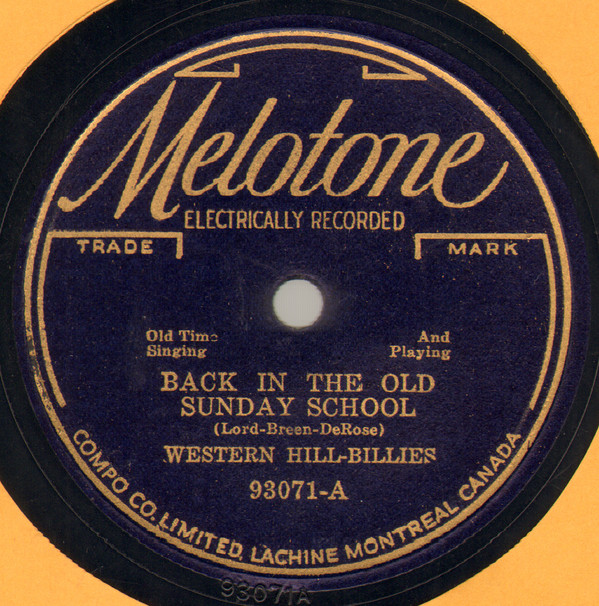 Melotone
ELECTRICALLY RECORDED
TRADE MARK
Old Time And
Singing Playing
BACK IN THE OLD
SUNDAY SCHOOL
(Lord-Breen-DeRose)
WESTERN HILL-BILLIES
93071-A
COMPO CO. LIMITED, LACHINE MONTREAL CANADA
93071A